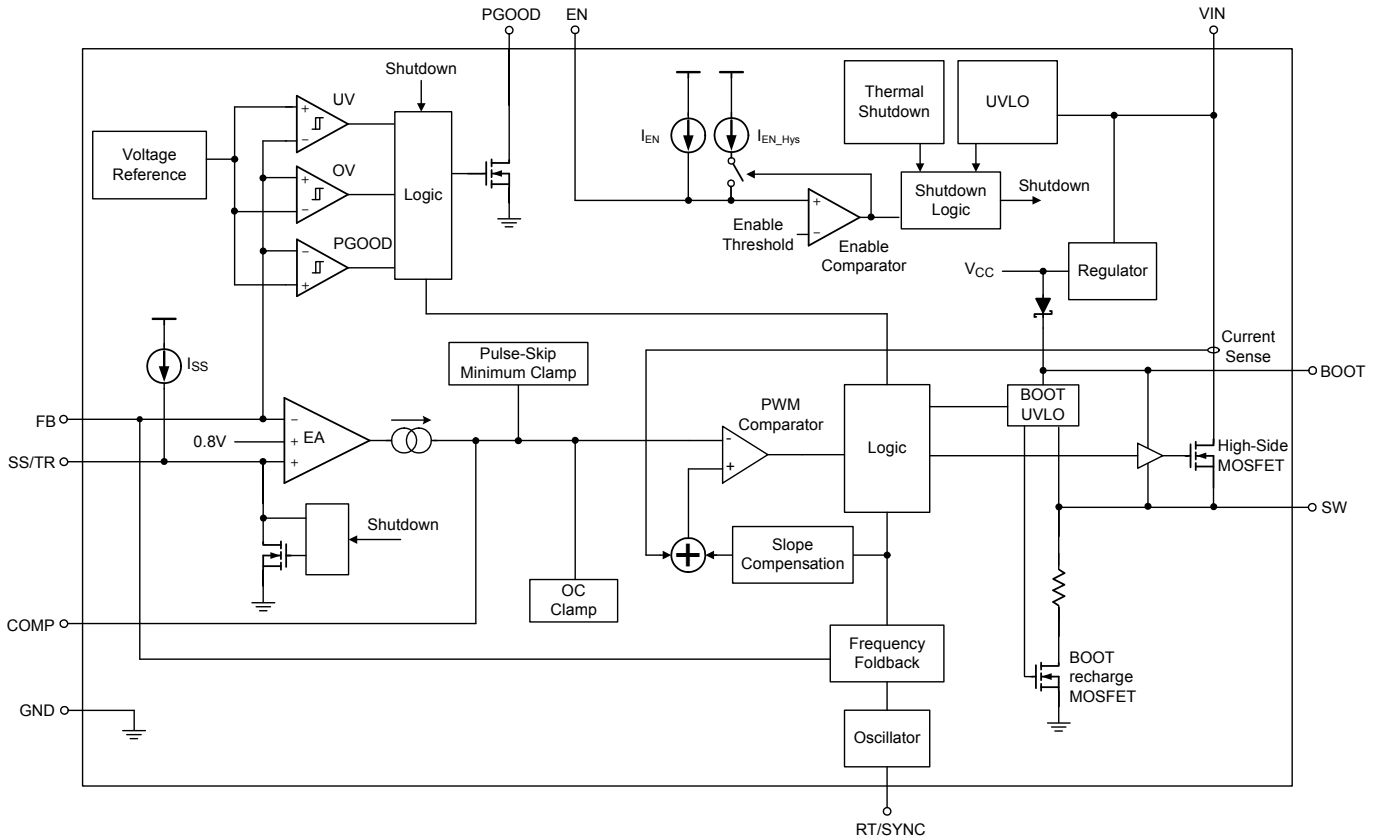 PGOOD
EN
VIN
Shutdown
UV
Thermal
Shutdown
UVLO
+
−
Voltage
Reference
OV
+
−
Logic
IEN
IEN_Hys
Shutdown
Logic
Shutdown
Enable
Threshold
+
−
Enable
Comparator
PGOOD
−
+
VCC
Regulator
ISS
Pulse-Skip
Minimum Clamp
Current
Sense
BOOT
BOOT
UVLO
FB
−
0.8V
+
EA
+
SS/TR
PWM
Comparator
-
+
Logic
High-Side
MOSFET
SW
Shutdown
+
Slope
Compensation
OC
Clamp
COMP
Frequency
Foldback
BOOT
recharge
MOSFET
GND
Oscillator
RT/SYNC